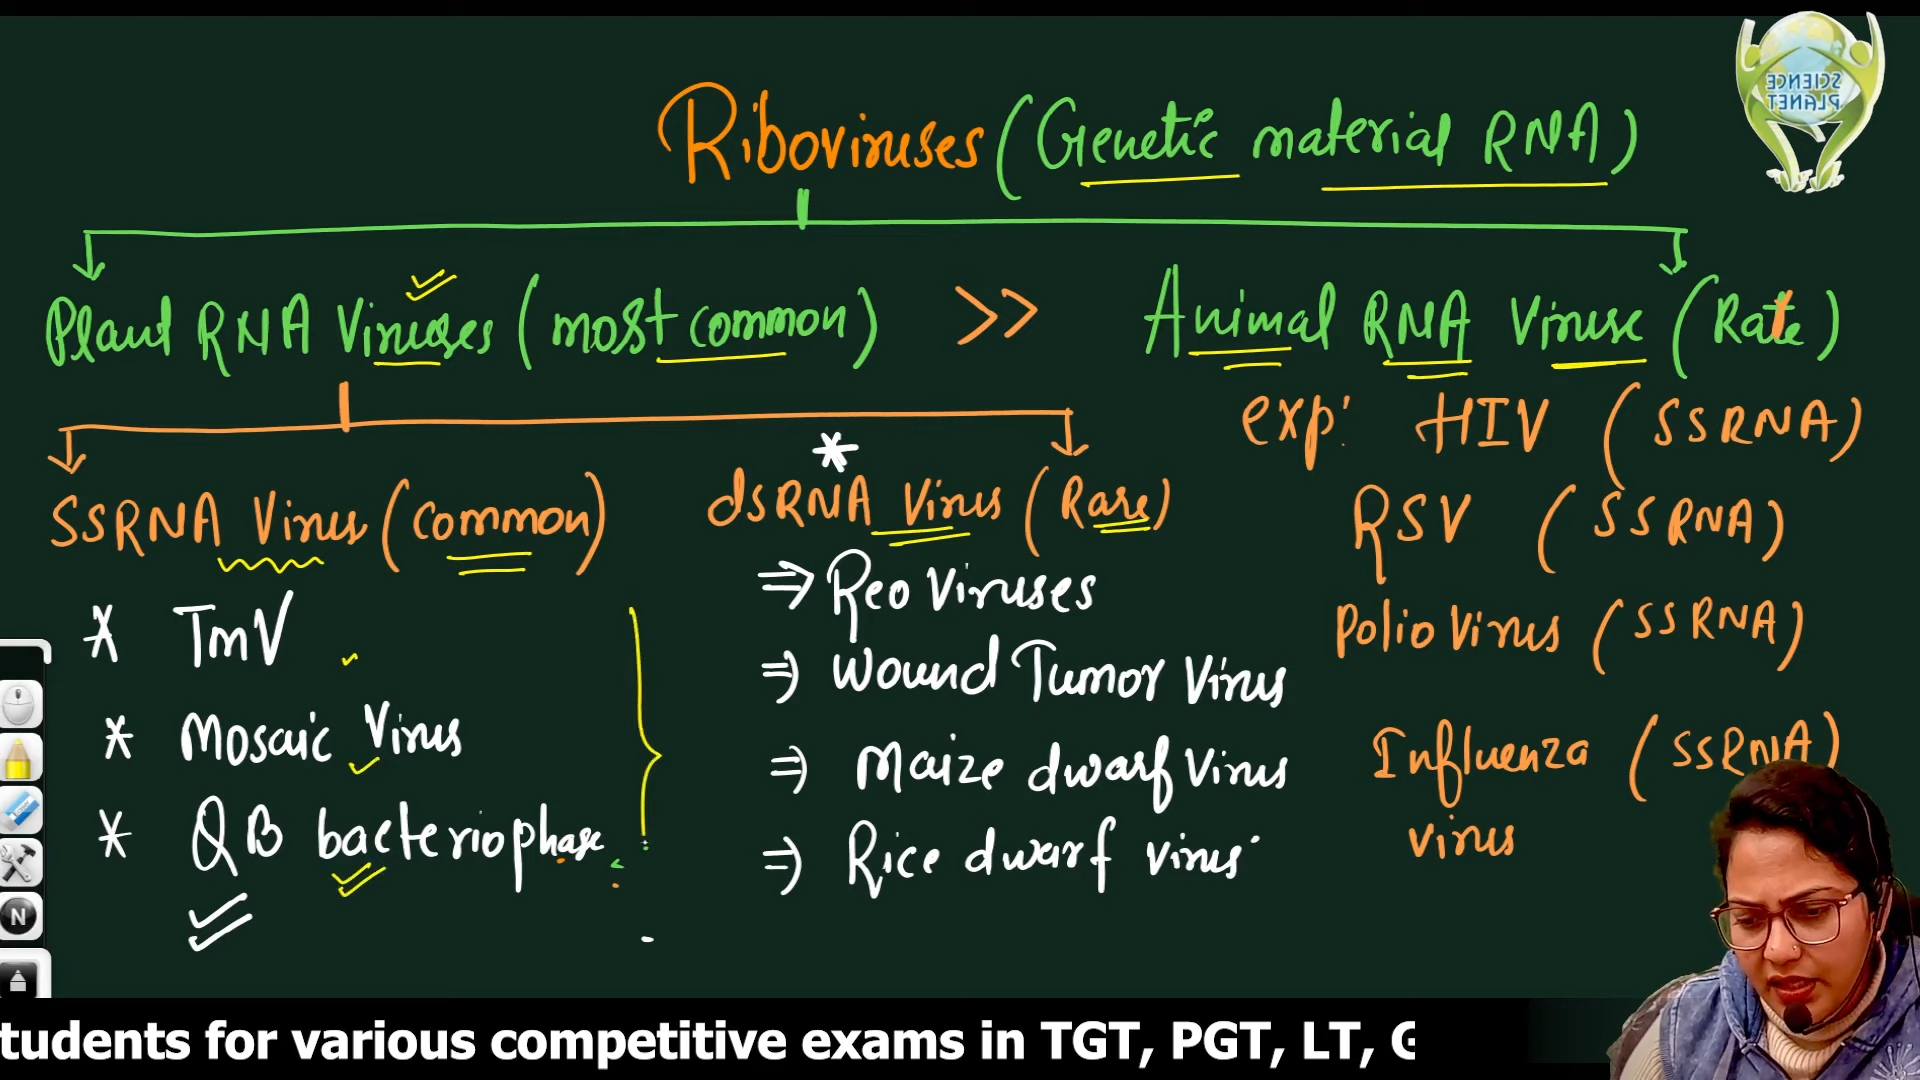 SCIENCE
PLANET
Riboviruses (Genetic material RNA)
Plant RNA Viruses (most common) >> Animal RNA Viruse (Rate)
exp: HIV (SSRNA)
SSRNA Virus (common)
dsRNA Virus (Rare)
RSV (SSRNA)
* TmV
⇒ Reo Viruses
Polio Virus (SSRNA)
* Mosaic Virus
⇒ Wound Tumor Virus
⇒ Maize dwarf Virus
Influenza (SSRNA)
virus
* QB bacteriophage
⇒ Rice dwarf virus
N
tudents for various competitive exams in TGT, PGT, LT, G